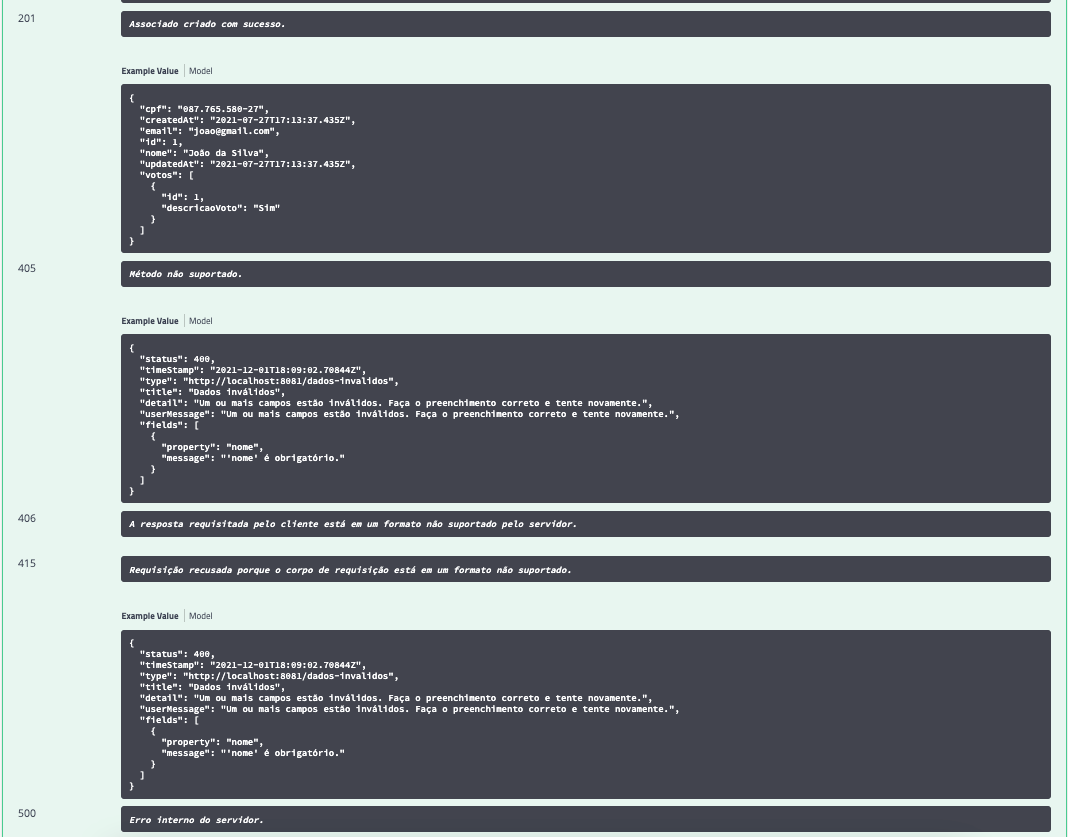 201
Associado criado com sucesso.
Example Value | Model
{
  "cpf": "087.765.580-27",
  "createdAt": "2021-07-27T17:13:37.435Z",
  "email": "joao@gmail.com",
  "id": 1,
  "nome": "João da Silva",
  "updatedAt": "2021-07-27T17:13:37.435Z",
  "votos": [
    {
      "id": 1,
      "descricaoVoto": "Sim"
    }
  ]
}
405
Método não suportado.
Example Value | Model
{
  "status": 400,
  "timeStamp": "2021-12-01T18:09:02.70844Z",
  "type": "http://localhost:8081/dados-invalidos",
  "title": "Dados inválidos",
  "detail": "Um ou mais campos estão inválidos. Faça o preenchimento correto e tente novamente.",
  "userMessage": "Um ou mais campos estão inválidos. Faça o preenchimento correto e tente novamente.",
  "fields": [
    {
      "property": "nome",
      "message": "'nome' é obrigatório."
    }
  ]
}
406
A resposta requisitada pelo cliente está em um formato não suportado pelo servidor.
415
Requisição recusada porque o corpo de requisição está em um formato não suportado.
Example Value | Model
{
  "status": 400,
  "timeStamp": "2021-12-01T18:09:02.70844Z",
  "type": "http://localhost:8081/dados-invalidos",
  "title": "Dados inválidos",
  "detail": "Um ou mais campos estão inválidos. Faça o preenchimento correto e tente novamente.",
  "userMessage": "Um ou mais campos estão inválidos. Faça o preenchimento correto e tente novamente.",
  "fields": [
    {
      "property": "nome",
      "message": "'nome' é obrigatório."
    }
  ]
}
500
Erro interno do servidor.